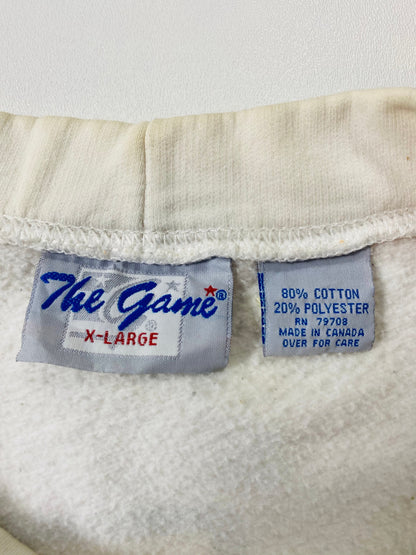 The Game®
X-LARGE
80% COTTON
20% POLYESTER
RN 79708
MADE IN CANADA
OVER FOR CARE